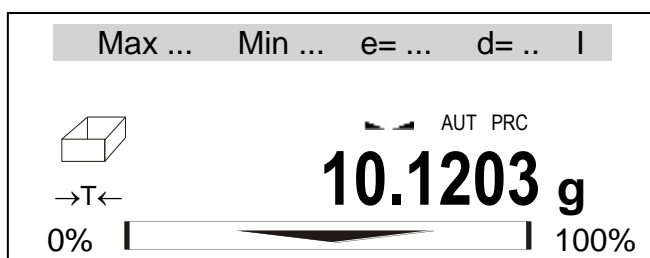 Max ... Min ... e= ... d= .. I
AUT PRC
→T← 10.1203 g
0% 100%